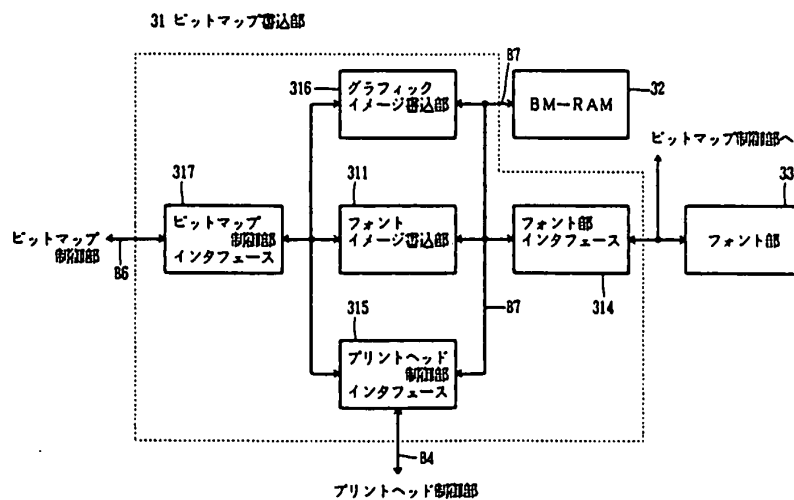 31 ビットマップ書込部
B7
316
グラフィック
イメージ書込部
32
BM-RAM
ビットマップ制御部へ
317
311
33
ビットマップ
制御部
B6
ビットマップ
制御部
インタフェース
フォント
イメージ書込部
フォント部
インタフェース
フォント部
314
B7
315
プリントヘッド
制御部
インタフェース
B4
プリントヘッド制御部